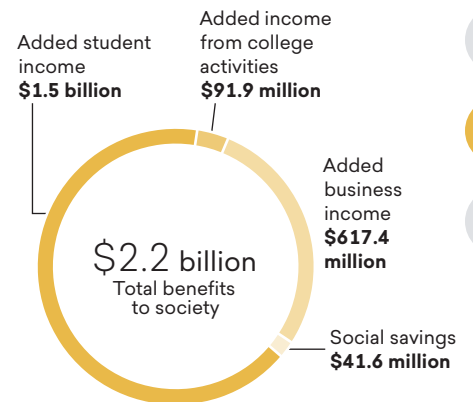 Added student
income
$1.5 billion
Added income
from college
activities
$91.9 million
Added
business
income
$617.4
million
$2.2 billion
Total benefits
to society
Social savings
$41.6 million